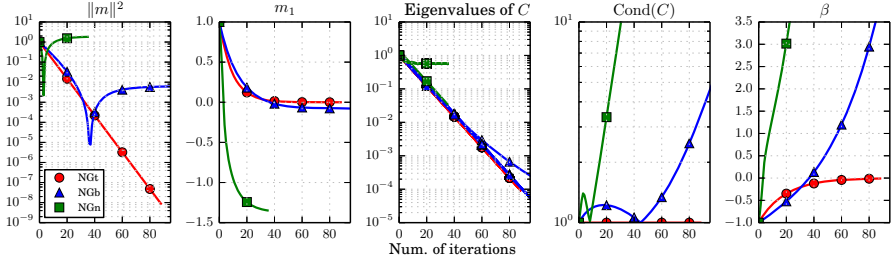 ‖m‖²
m₁
Eigenvalues of C
Cond(C)
β
10¹
10⁰
10⁻¹
10⁻²
10⁻³
10⁻⁴
10⁻⁵
10⁻⁶
10⁻⁷
10⁻⁸
10⁻⁹
NGt
NGb
NGn
0 20 40 60 80
1.0
0.5
0.0
−0.5
−1.0
−1.5
0 20 40 60 80
10¹
10⁰
10⁻¹
10⁻²
10⁻³
10⁻⁴
10⁻⁵
0 20 40 60 80
10¹
10⁰
0 20 40 60 80
3.5
3.0
2.5
2.0
1.5
1.0
0.5
0.0
−0.5
−1.0
0 20 40 60 80
Num. of iterations